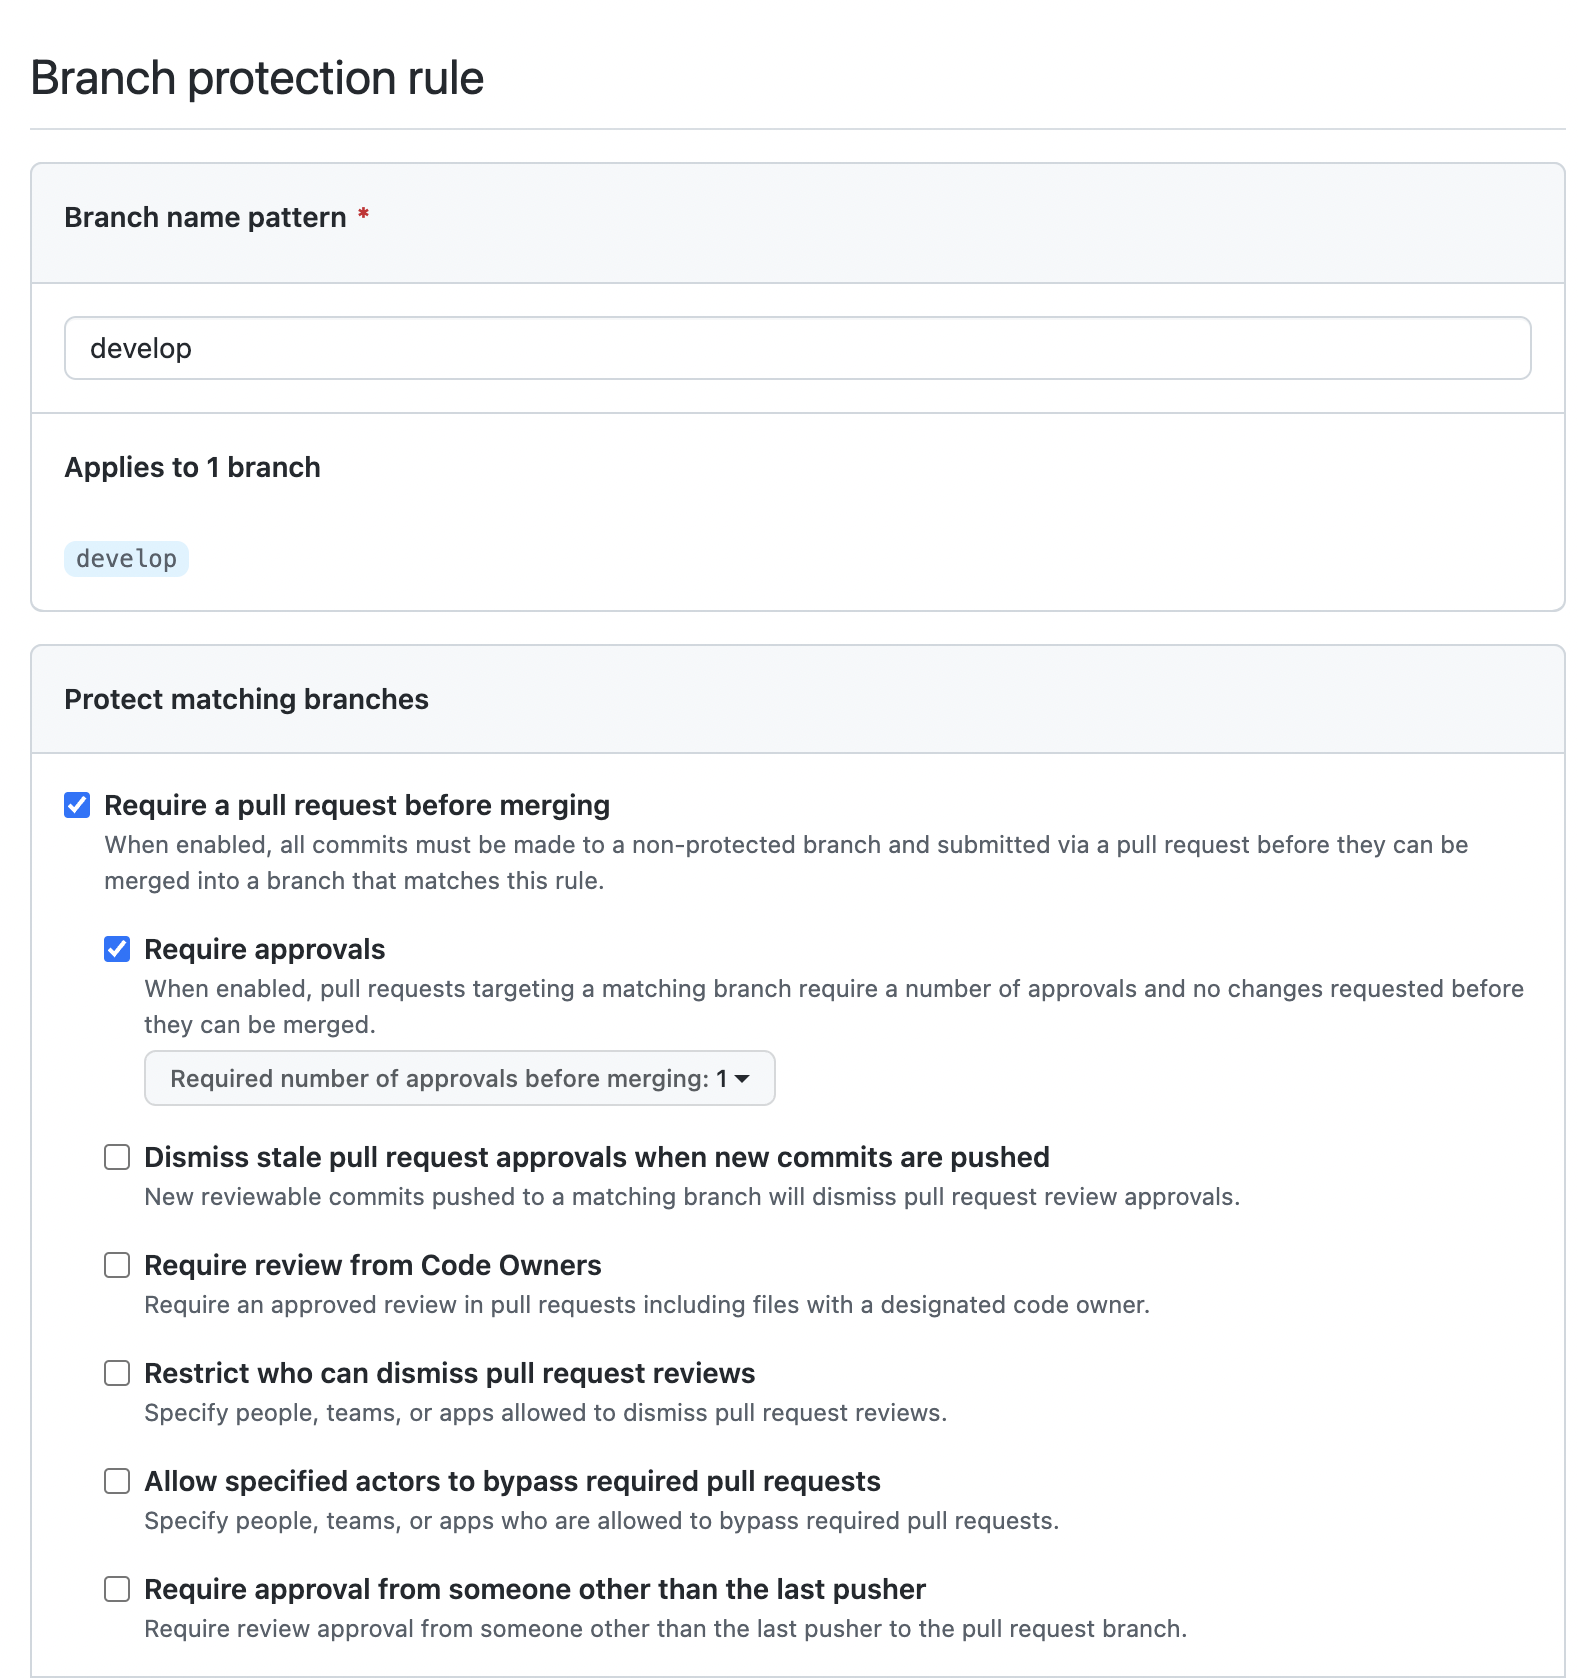 Branch protection rule
Branch name pattern *
develop
Applies to 1 branch
develop
Protect matching branches
Require a pull request before merging
When enabled, all commits must be made to a non-protected branch and submitted via a pull request before they can be
merged into a branch that matches this rule.
Require approvals
When enabled, pull requests targeting a matching branch require a number of approvals and no changes requested before
they can be merged.
Required number of approvals before merging: 1
Dismiss stale pull request approvals when new commits are pushed
New reviewable commits pushed to a matching branch will dismiss pull request review approvals.
Require review from Code Owners
Require an approved review in pull requests including files with a designated code owner.
Restrict who can dismiss pull request reviews
Specify people, teams, or apps allowed to dismiss pull request reviews.
Allow specified actors to bypass required pull requests
Specify people, teams, or apps who are allowed to bypass required pull requests.
Require approval from someone other than the last pusher
Require review approval from someone other than the last pusher to the pull request branch.